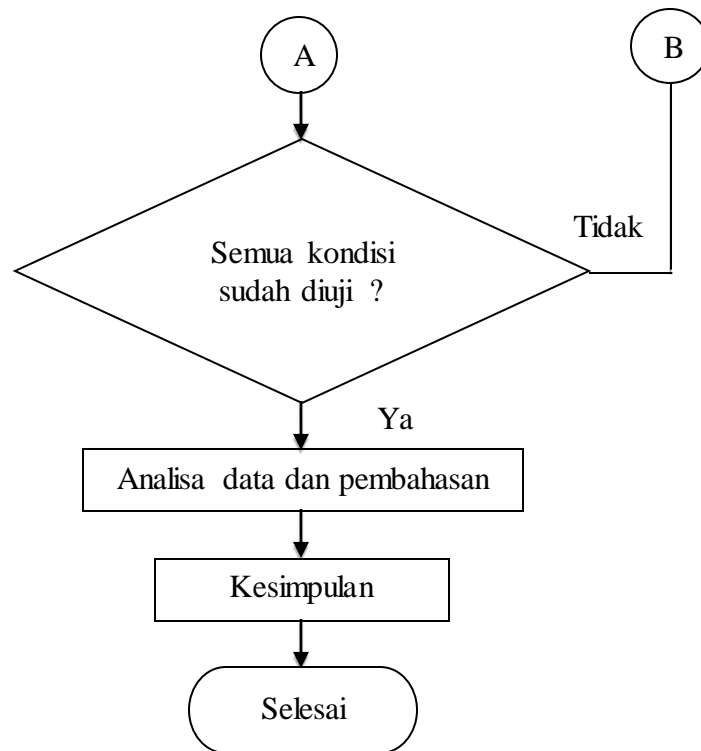 A
B
Tidak
Semua kondisi
sudah diuji ?
Ya
Analisa data dan pembahasan
Kesimpulan
Selesai